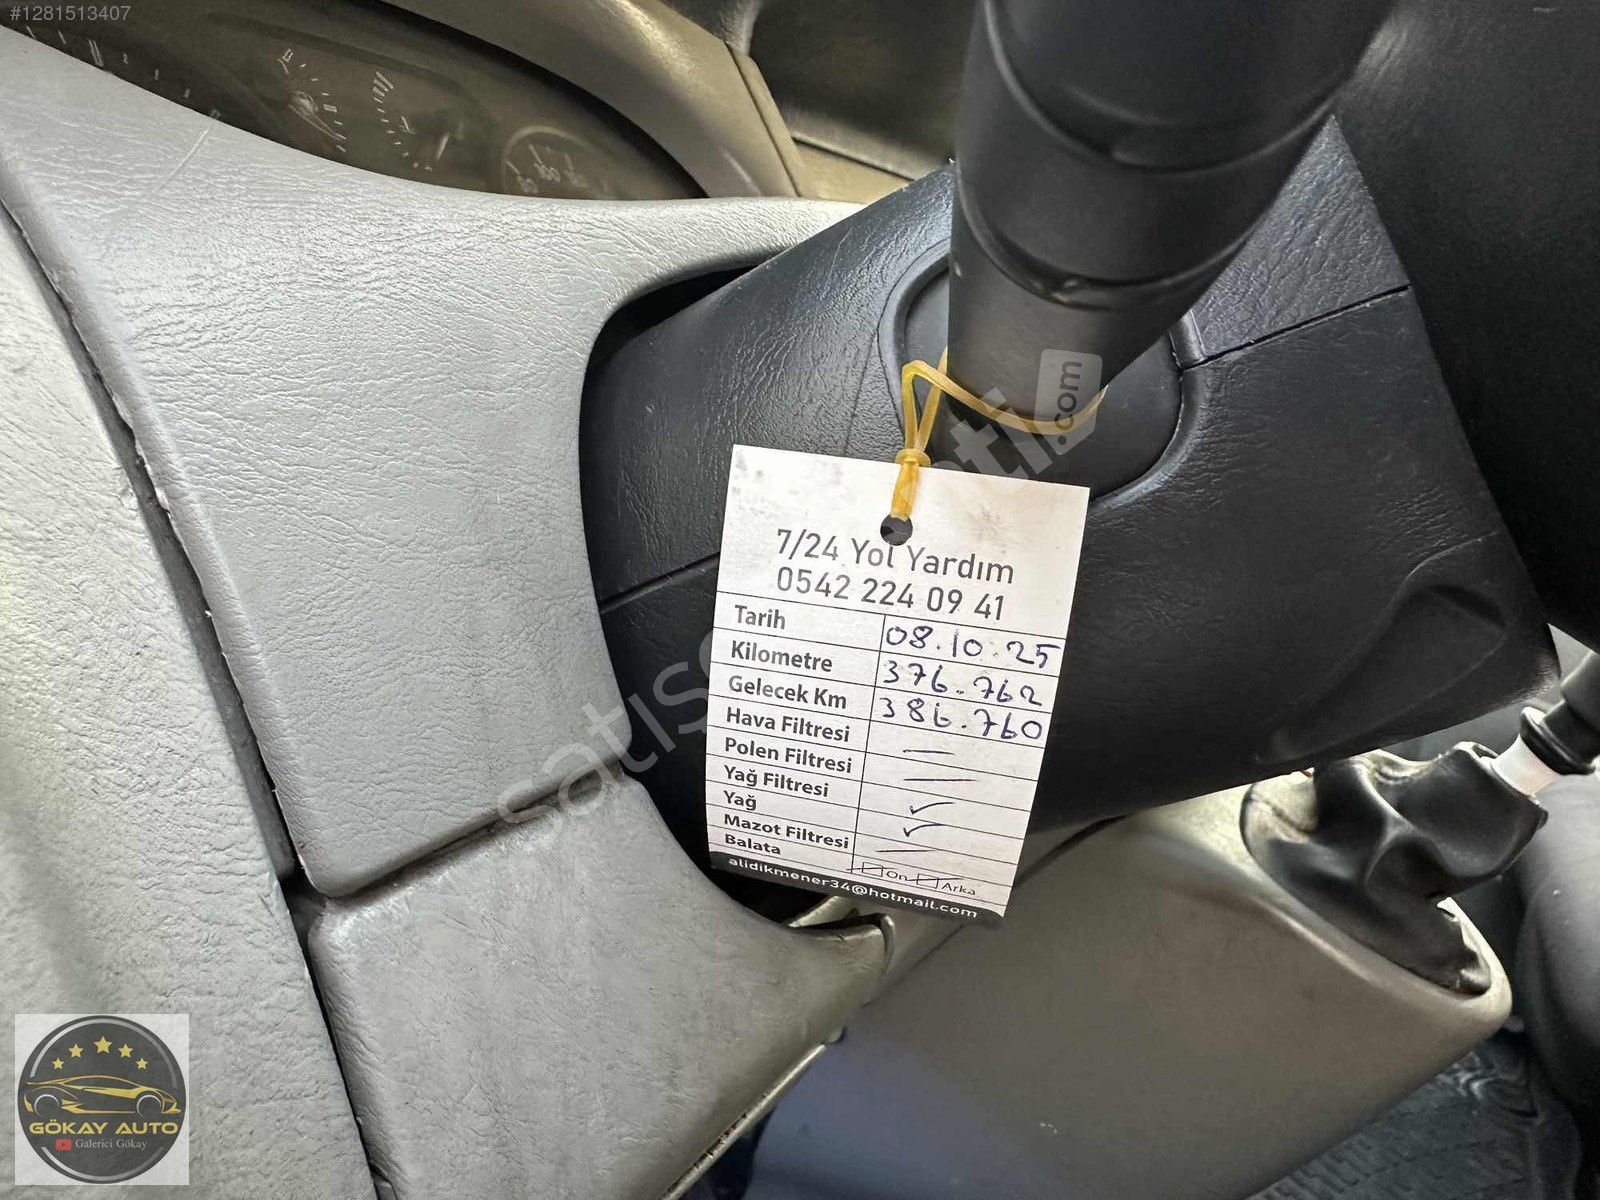 #1281513407
7/24 Yol Yardım
0542 224 09 41
Tarih 08.10.25
Kilometre 376.762
Gelecek Km 386.760
Hava Filtresi —
Polen Filtresi —
Yağ Filtresi ✓
Yağ ✓
Mazot Filtresi —
Balata Ön Arka
alidikmener34@hotmail.com
GÖKAY AUTO
Galerici Gökay